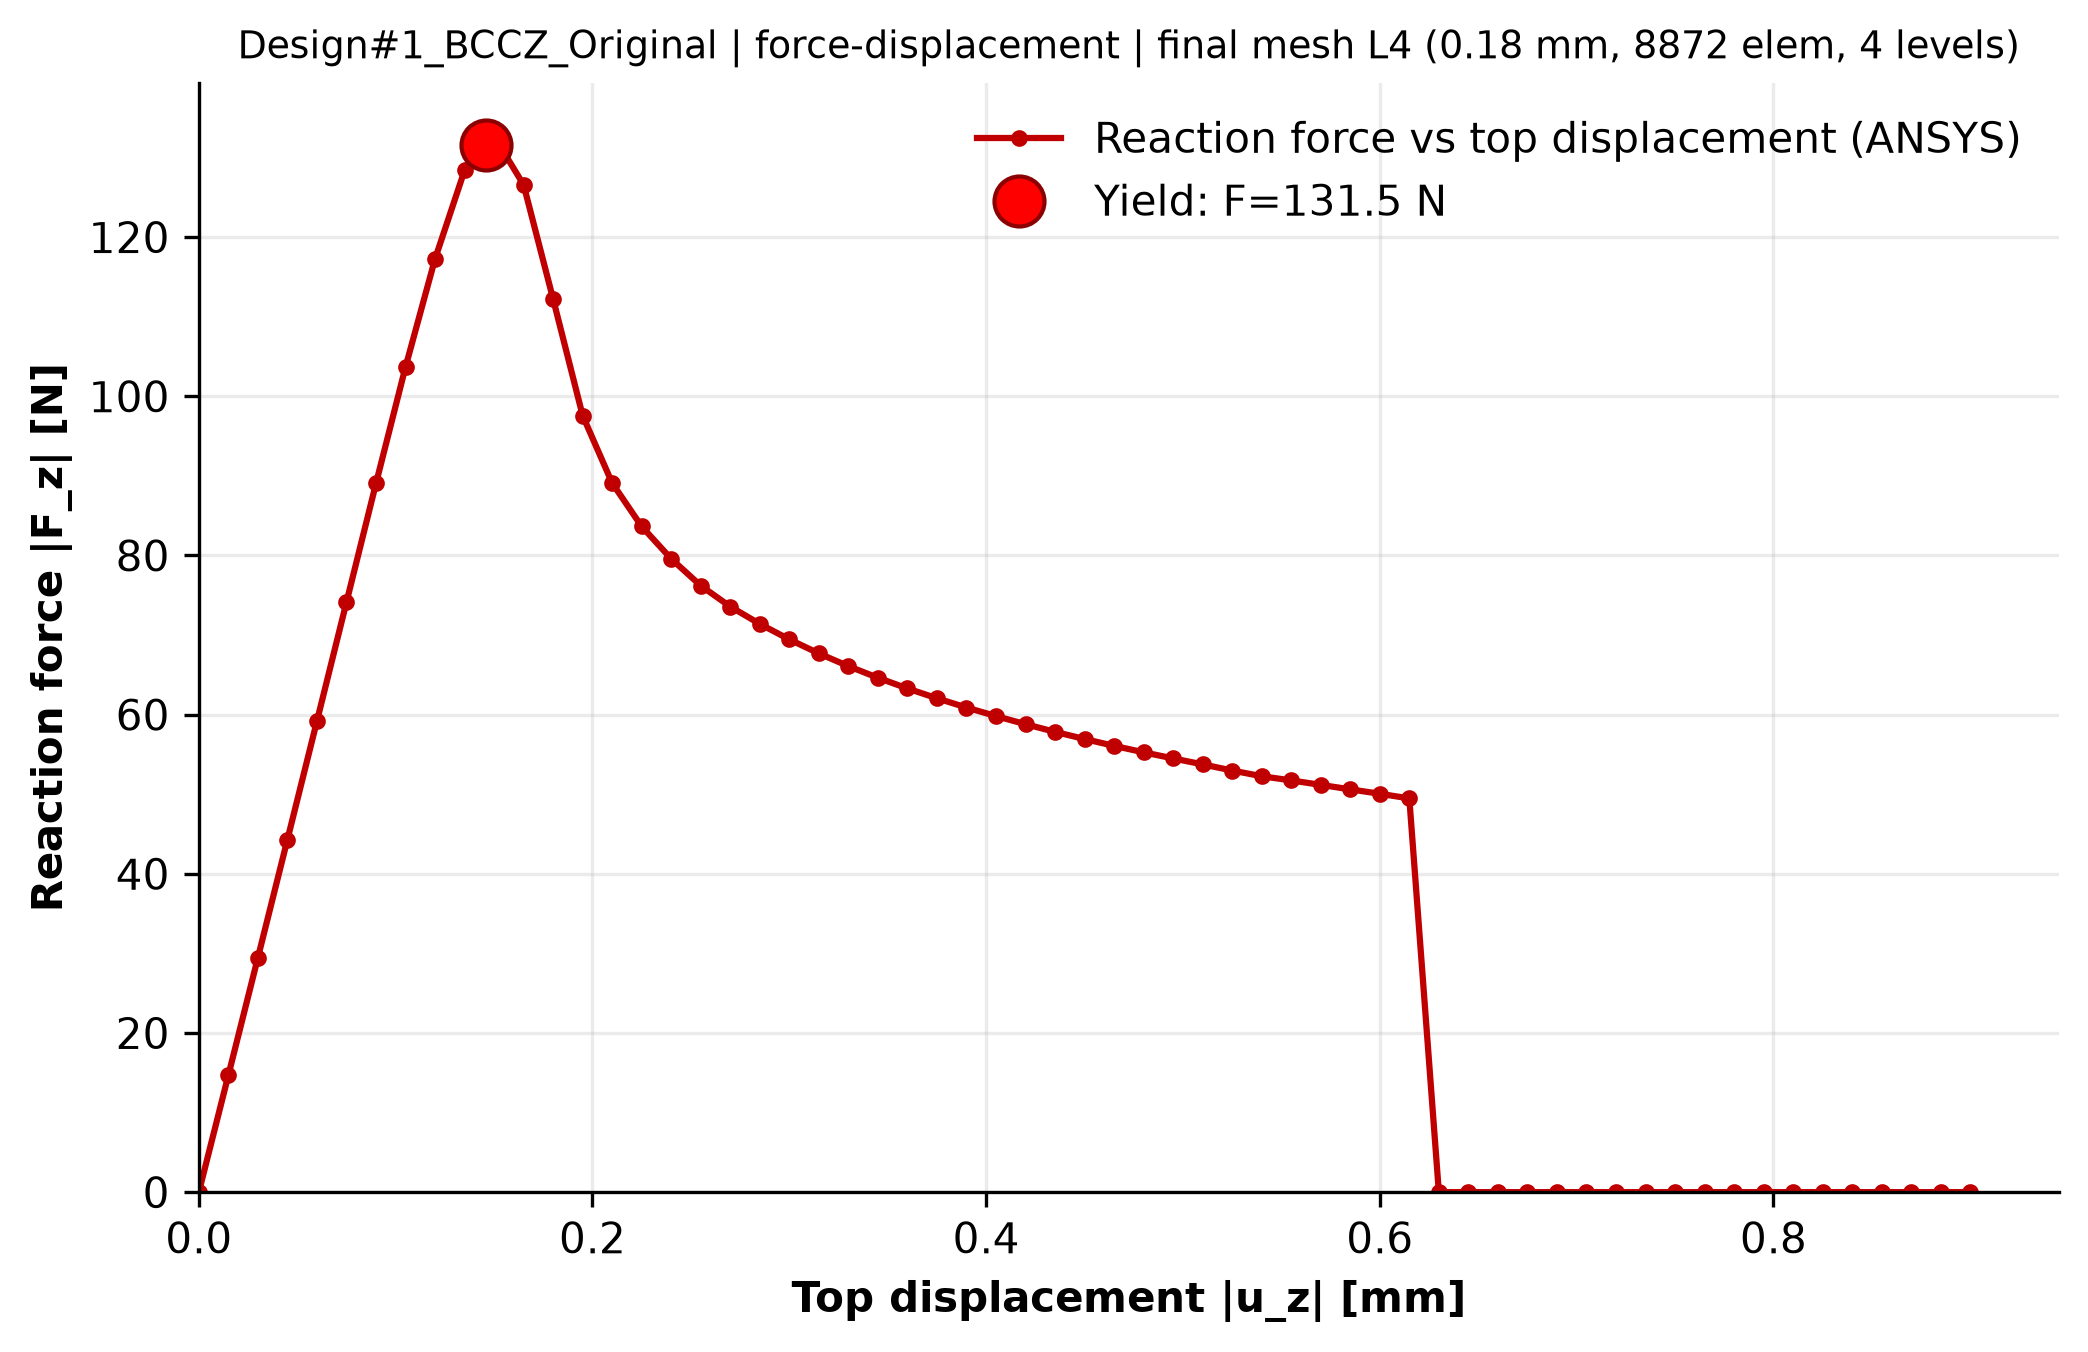 Design#1_BCCZ_Original | force-displacement | final mesh L4 (0.18 mm, 8872 elem, 4 levels)
Reaction force vs top displacement (ANSYS)
Yield: F=131.5 N
Reaction force |F_z| [N]
120
100
80
60
40
20
0
0.0 0.2 0.4 0.6 0.8
Top displacement |u_z| [mm]